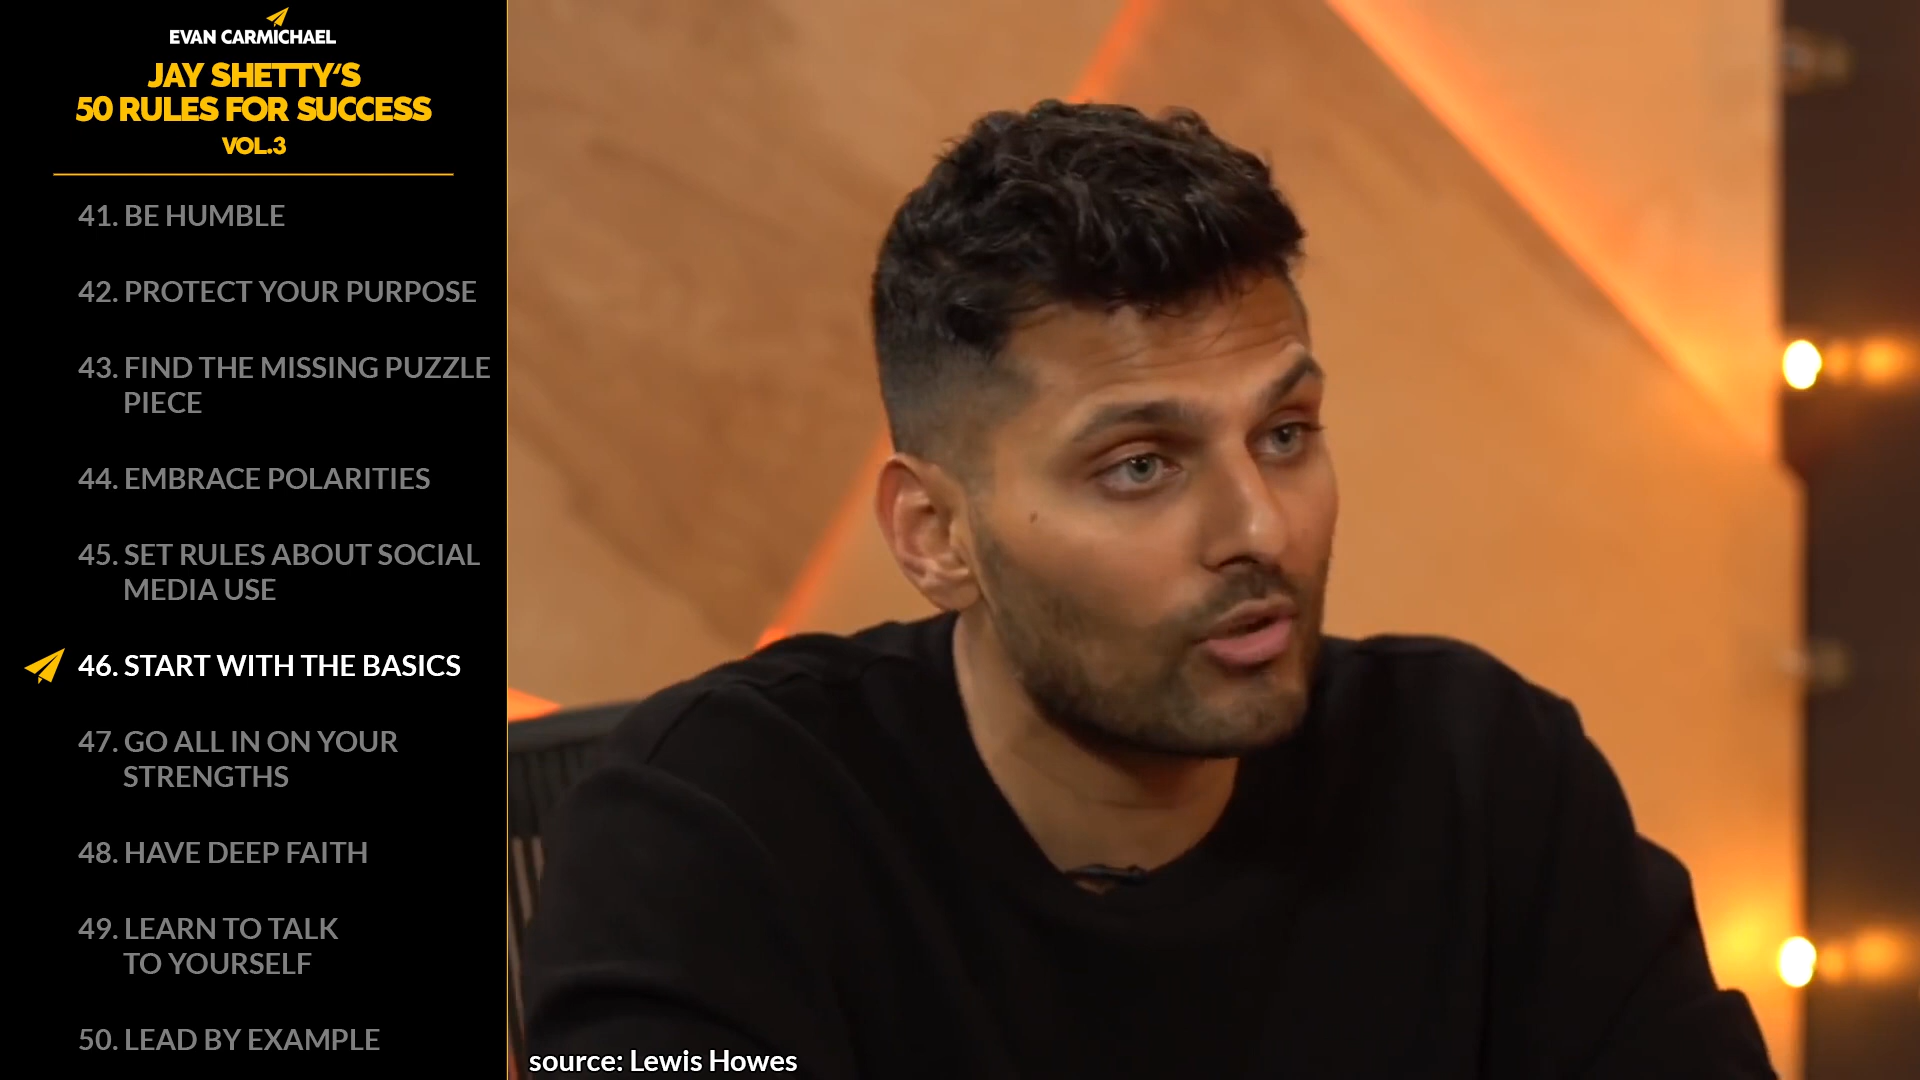 EVAN CARMICHAEL
JAY SHETTY'S
50 RULES FOR SUCCESS
VOL.3
41. BE HUMBLE
42. PROTECT YOUR PURPOSE
43. FIND THE MISSING PUZZLE
PIECE
44. EMBRACE POLARITIES
45. SET RULES ABOUT SOCIAL
MEDIA USE
46. START WITH THE BASICS
47. GO ALL IN ON YOUR
STRENGTHS
48. HAVE DEEP FAITH
49. LEARN TO TALK
TO YOURSELF
50. LEAD BY EXAMPLE
source: Lewis Howes